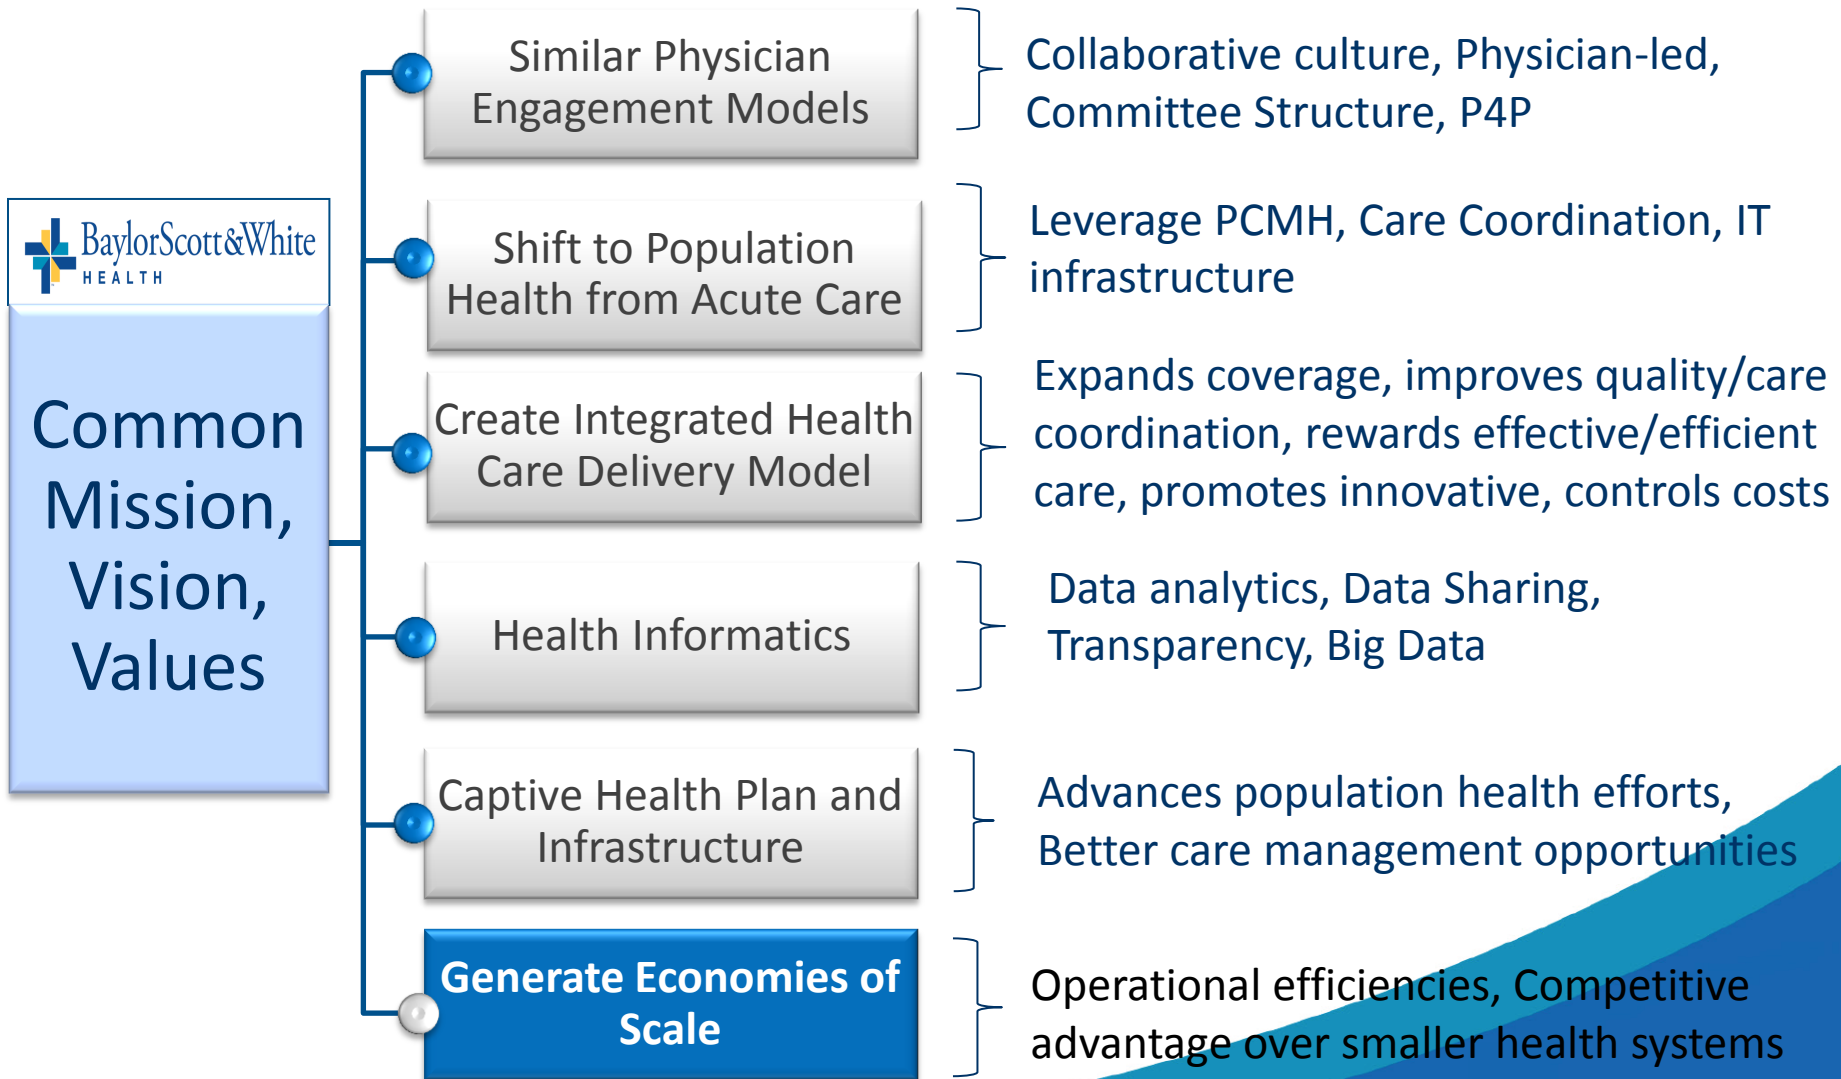 BaylorScott&White
HEALTH
Common
Mission,
Vision,
Values
Similar Physician
Engagement Models
Collaborative culture, Physician-led,
Committee Structure, P4P
Shift to Population
Health from Acute Care
Leverage PCMH, Care Coordination, IT
infrastructure
Create Integrated Health
Care Delivery Model
Expands coverage, improves quality/care
coordination, rewards effective/efficient
care, promotes innovative, controls costs
Health Informatics
Data analytics, Data Sharing,
Transparency, Big Data
Captive Health Plan and
Infrastructure
Advances population health efforts,
Better care management opportunities
Generate Economies of
Scale
Operational efficiencies, Competitive
advantage over smaller health systems